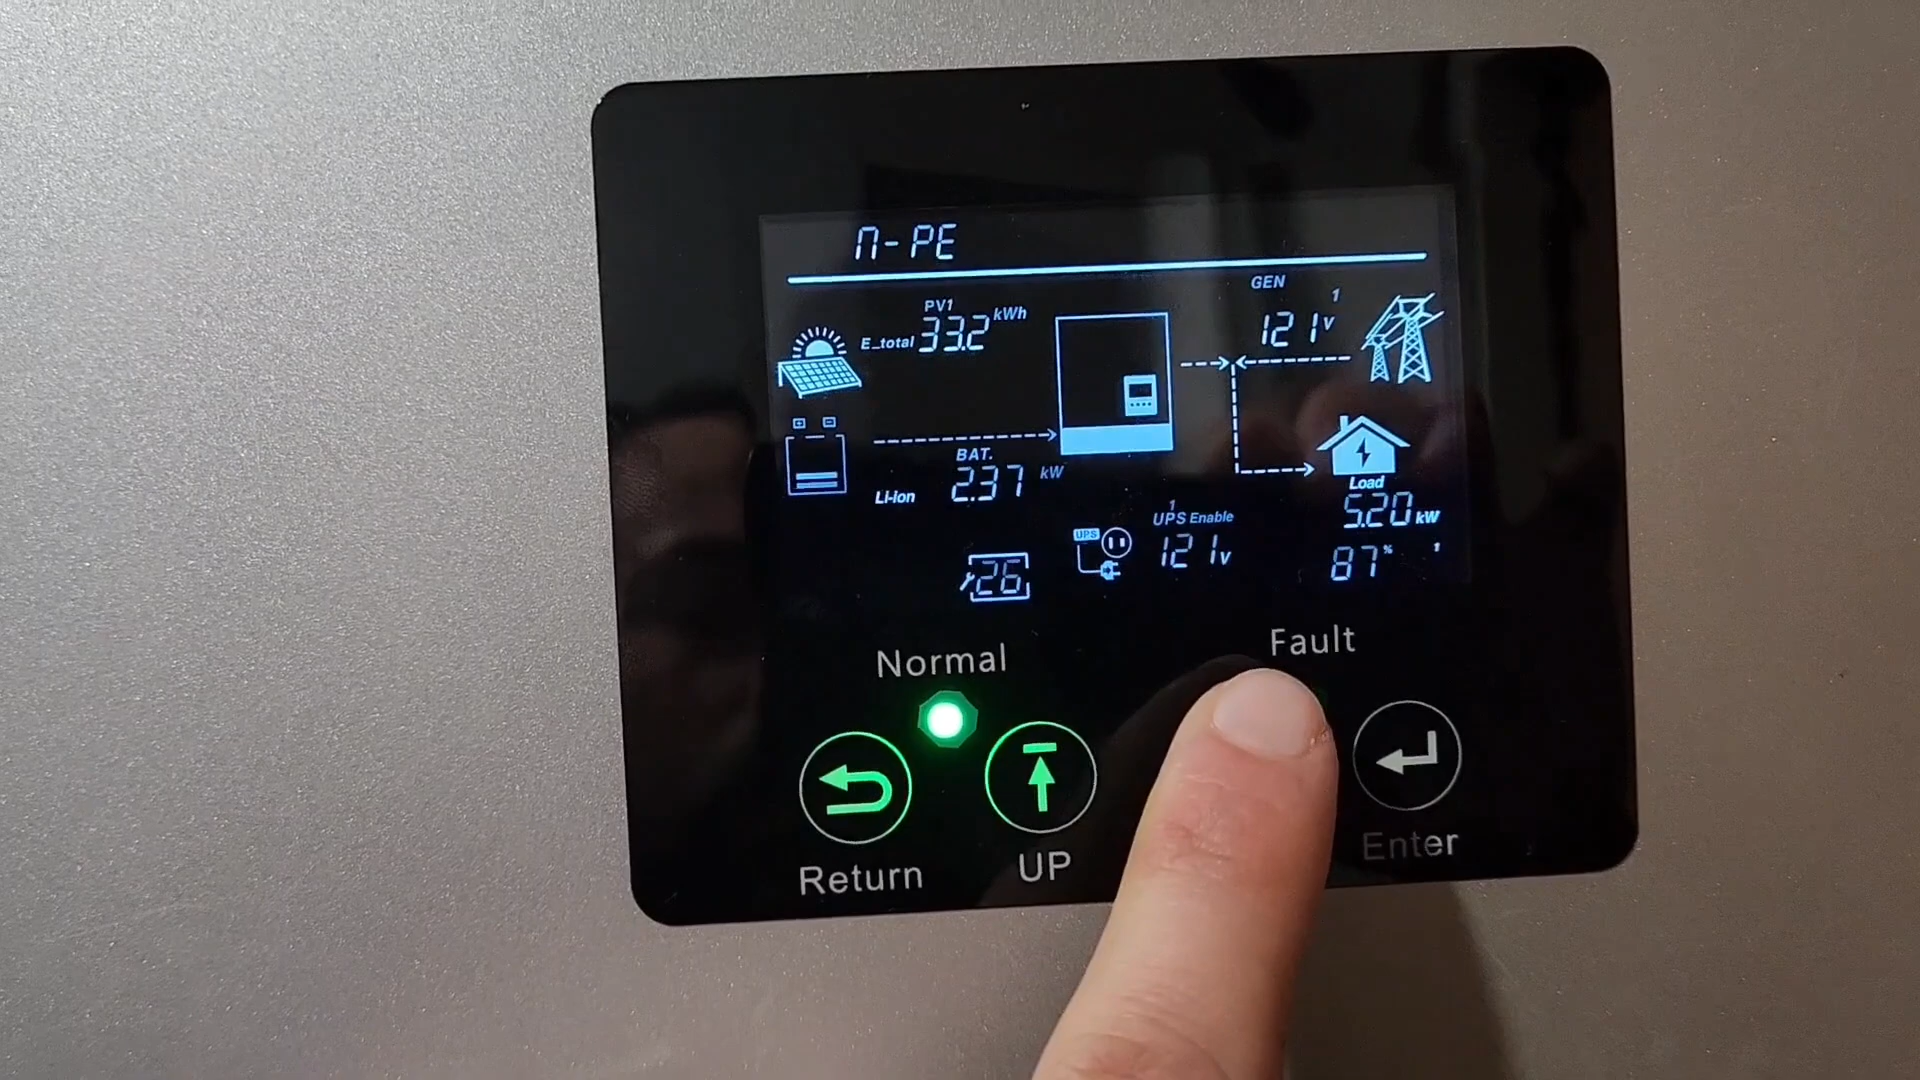 N-PE
GEN
PV1
1
E_total 33.2 kWh
121 V
BAT.
Li-ion 2.37 kW
Load
5.20 kW
1
UPS Enable
UPS
121 V
87 %
1
26
Normal
Fault
Return
UP
Enter